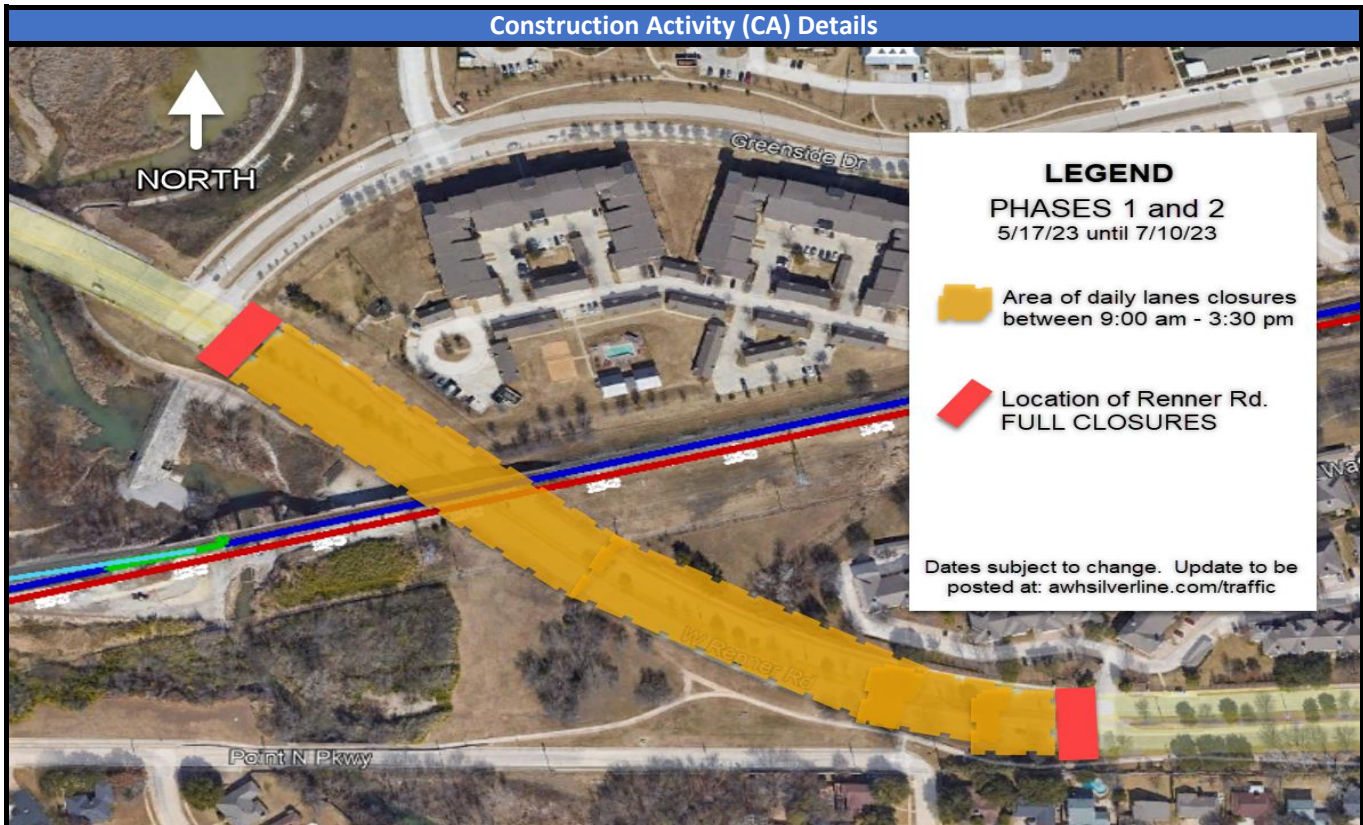 Construction Activity (CA) Details
NORTH
Greenside Dr
LEGEND
PHASES 1 and 2
5/17/23 until 7/10/23
Area of daily lanes closures
between 9:00 am - 3:30 pm
Location of Renner Rd.
FULL CLOSURES
Wa
Dates subject to change. Update to be
posted at: awhsilverline.com/traffic
W Renner Rd
Point N Pkwy